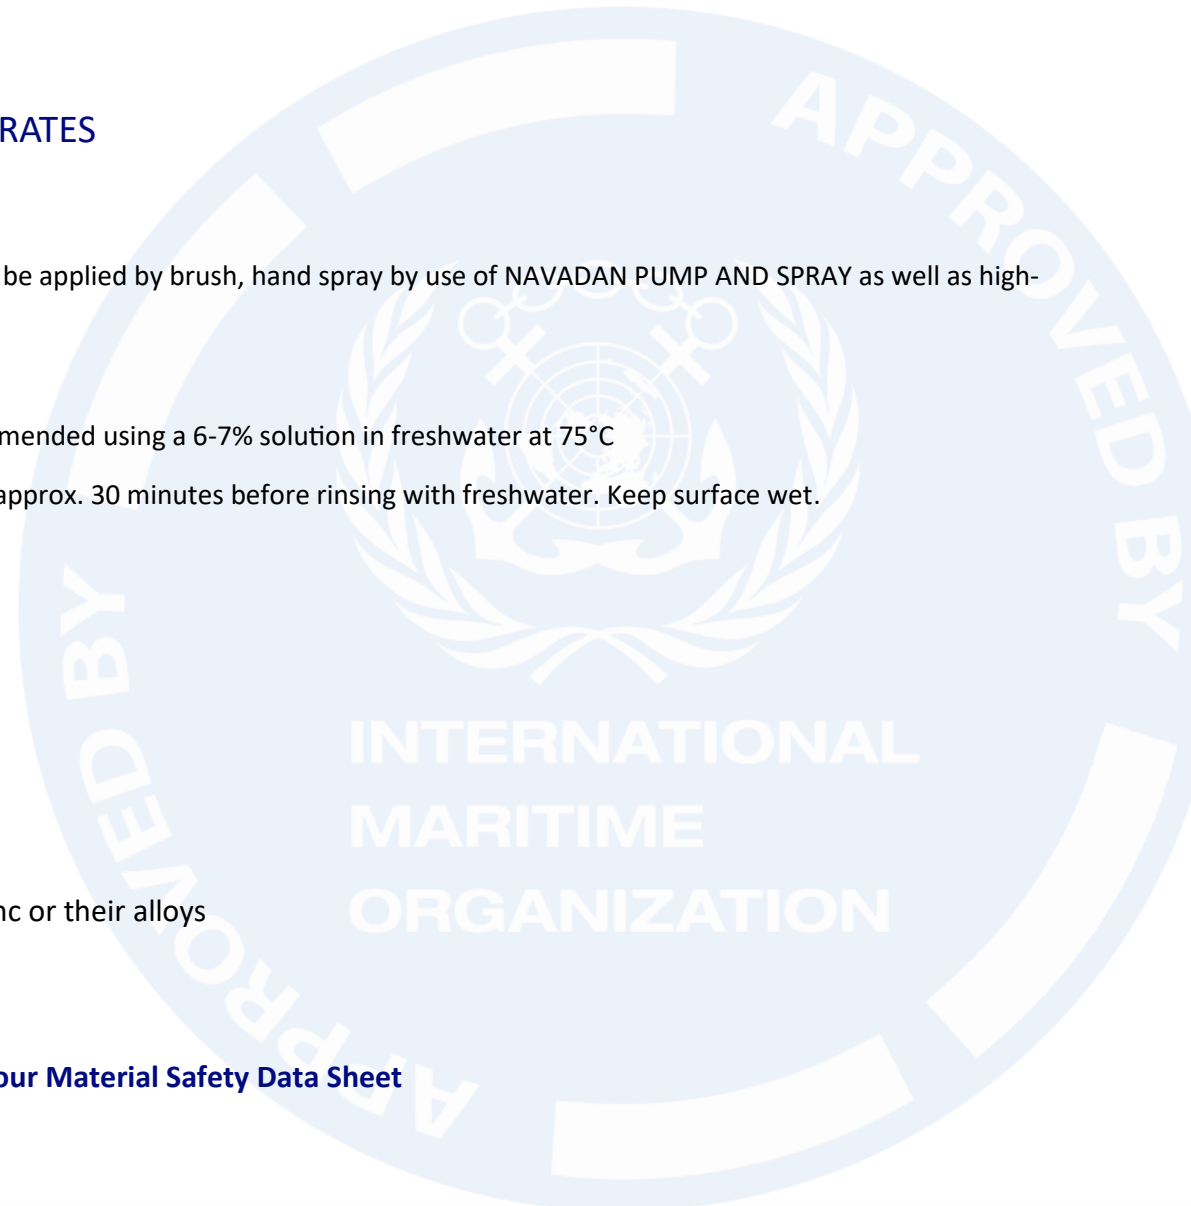 RATES
be applied by brush, hand spray by use of NAVADAN PUMP AND SPRAY as well as high-
mended using a 6-7% solution in freshwater at 75°C
approx. 30 minutes before rinsing with freshwater. Keep surface wet.
INTERNATIONAL
MARITIME
ORGANIZATION
nc or their alloys
our Material Safety Data Sheet
APPROVED BY
APPROVED BY